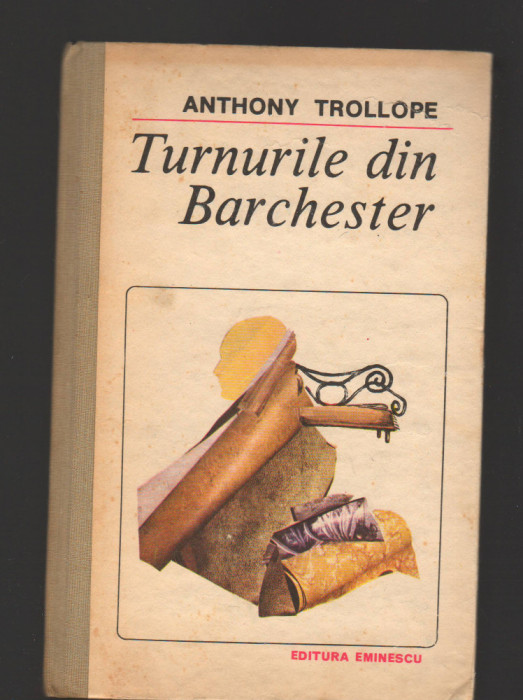 ANTHONY TROLLOPE
Turnurile din
Barchester
EDITURA EMINESCU